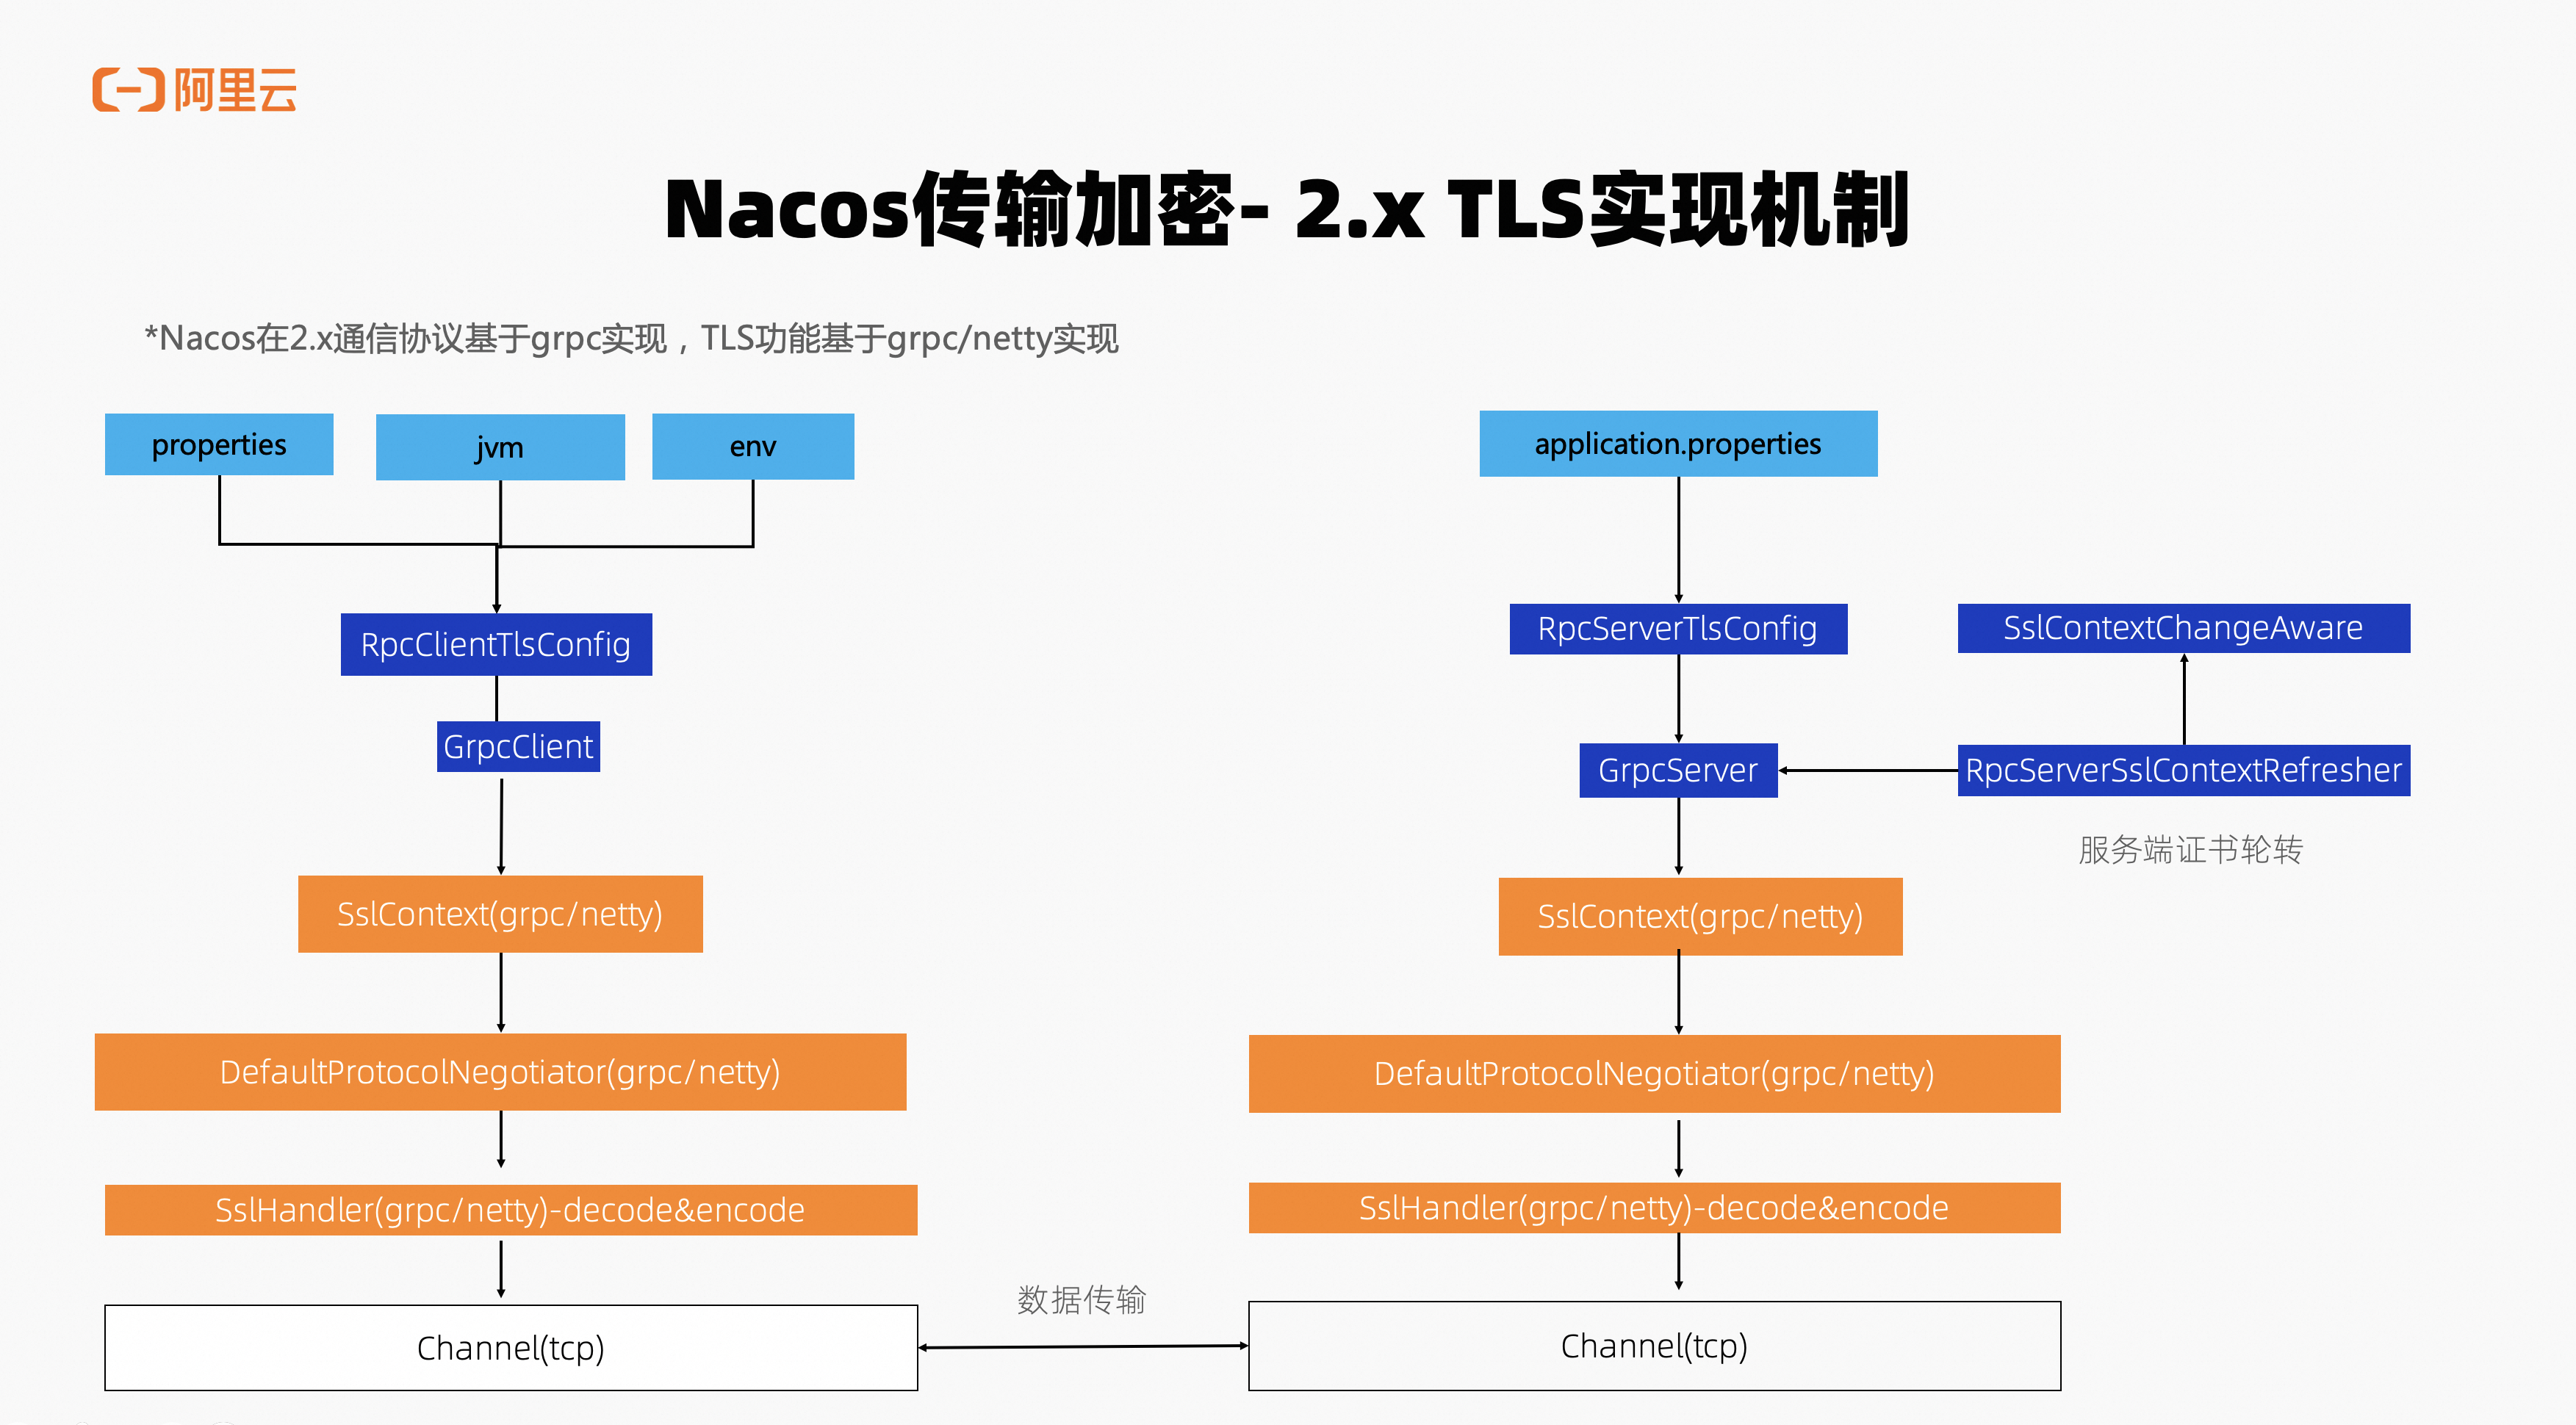 阿里云
Nacos传输加密- 2.x TLS实现机制
*Nacos在2.x通信协议基于grpc实现，TLS功能基于grpc/netty实现
properties
jvm
env
RpcClientTlsConfig
GrpcClient
SslContext(grpc/netty)
DefaultProtocolNegotiator(grpc/netty)
SslHandler(grpc/netty)-decode&encode
Channel(tcp)
数据传输
application.properties
RpcServerTlsConfig
SslContextChangeAware
GrpcServer
RpcServerSslContextRefresher
服务端证书轮转
SslContext(grpc/netty)
DefaultProtocolNegotiator(grpc/netty)
SslHandler(grpc/netty)-decode&encode
Channel(tcp)